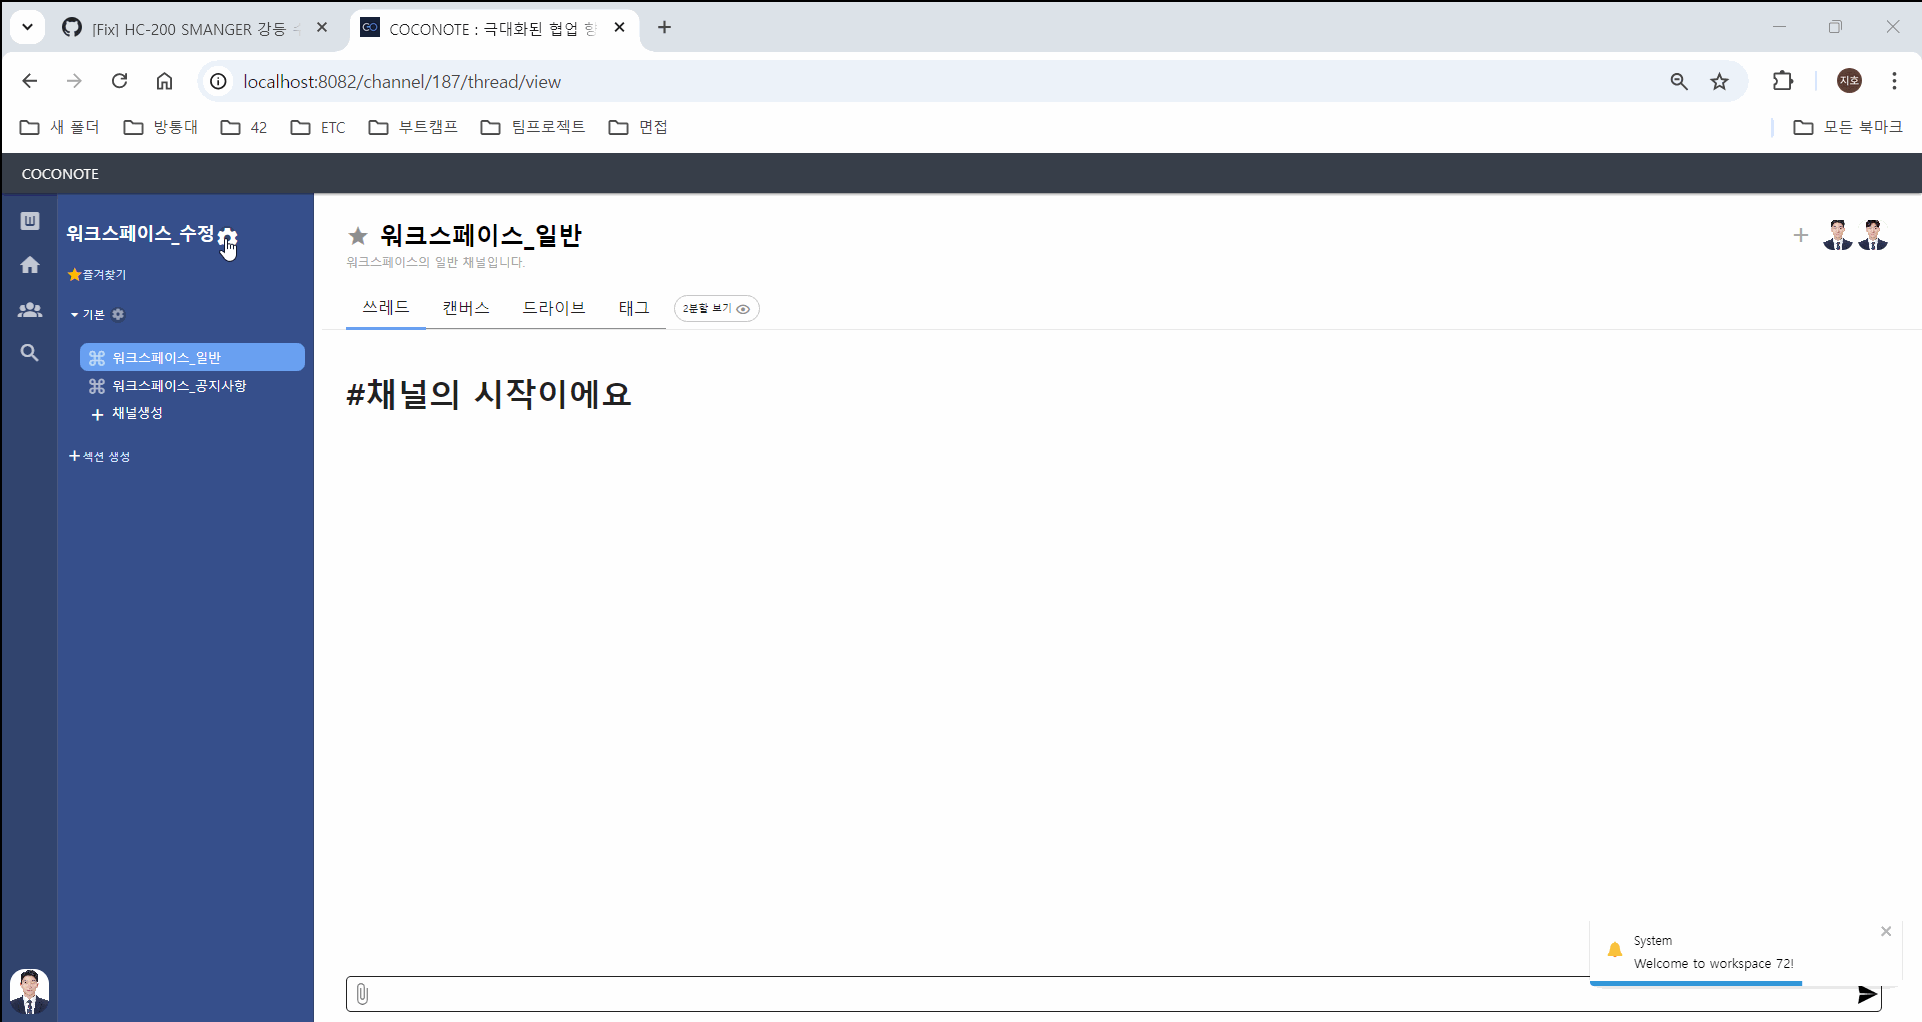 [Fix] HC-200 SMANGER 강등
COCONOTE : 극대화된 협업 향
localhost:8082/channel/187/thread/view
지호
새 폴더
방통대
42
ETC
부트캠프
팀프로젝트
면접
모든 북마크
COCONOTE
워크스페이스_수정
즐겨찾기
기본
워크스페이스_일반
워크스페이스_공지사항
채널생성
섹션 생성
워크스페이스_일반
워크스페이스의 일반 채널입니다.
쓰레드 캔버스 드라이브 태그 2분할 보기
#채널의 시작이에요
System
Welcome to workspace 72!